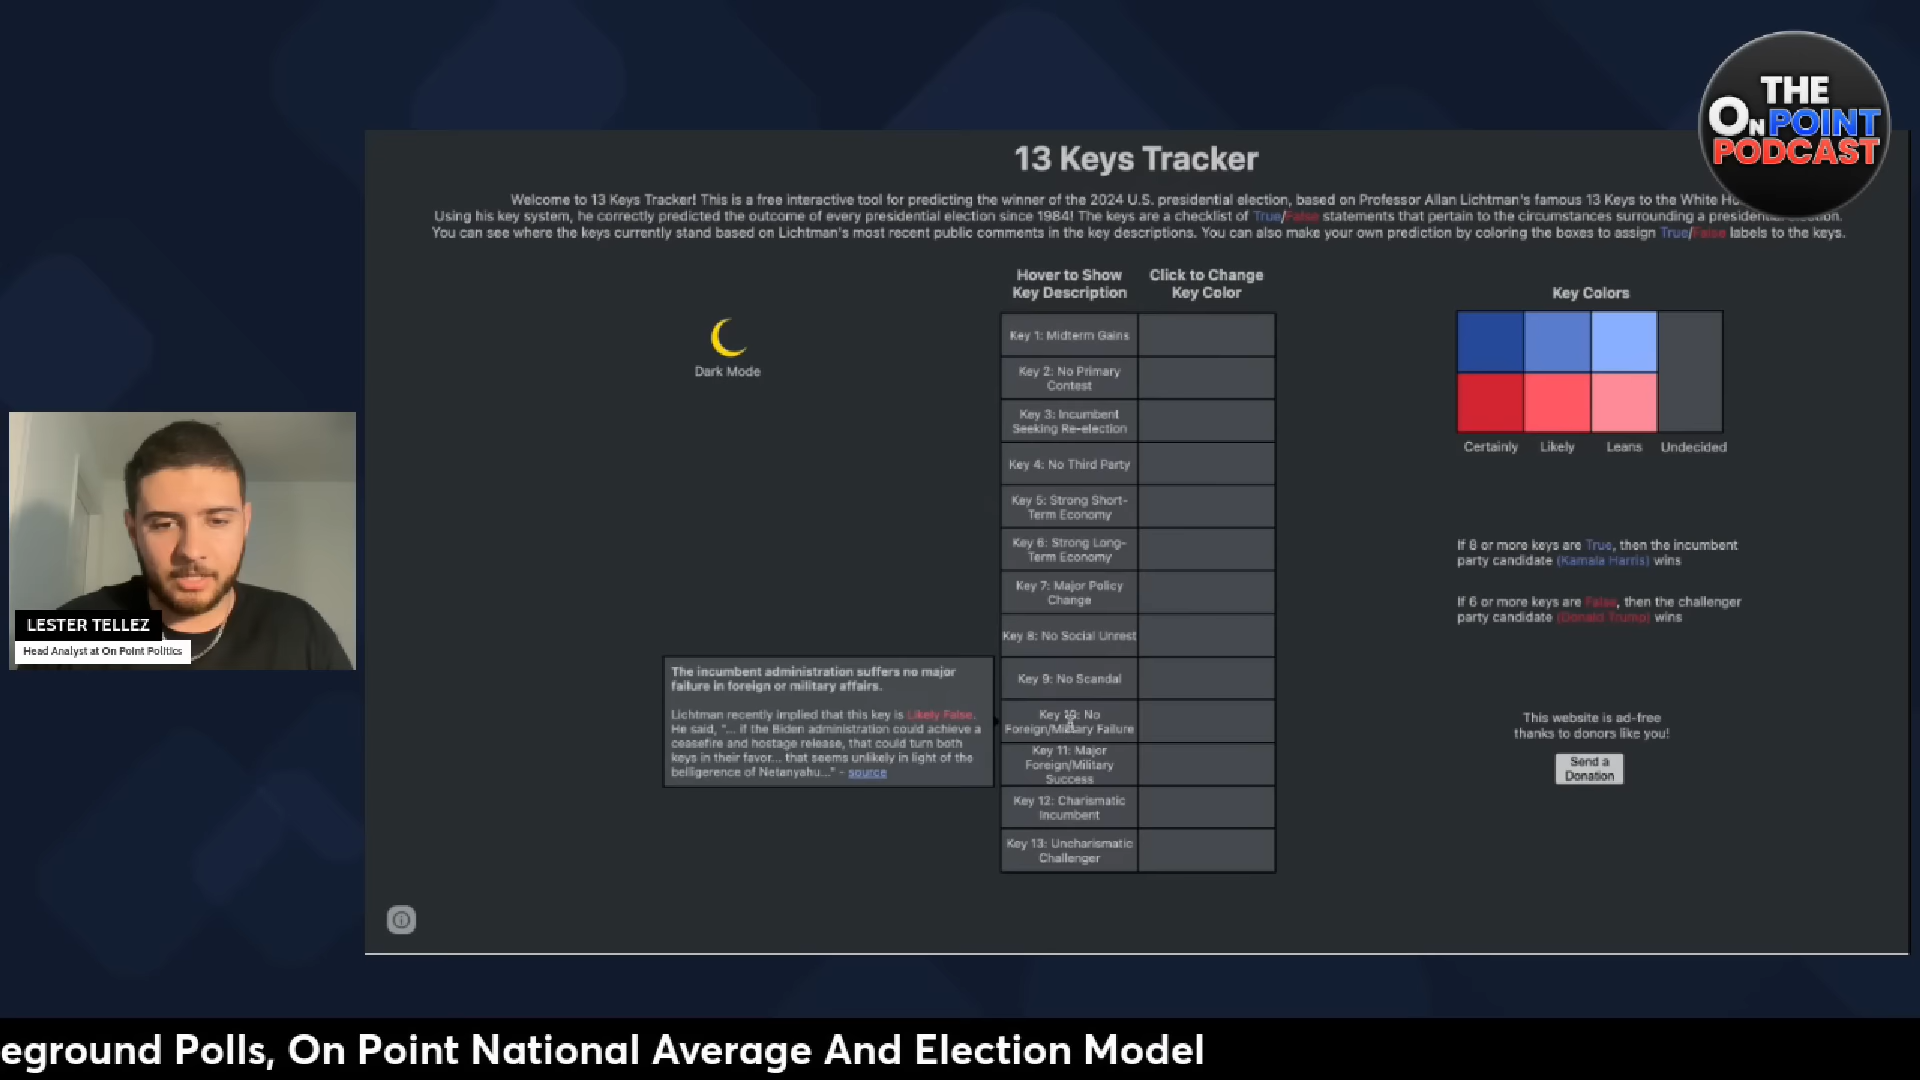 THE
ON POINT
PODCAST
13 Keys Tracker
Welcome to 13 Keys Tracker! This is a free interactive tool for predicting the winner of the 2024 U.S. presidential election, based on Professor Allan Lichtman's famous 13 Keys to the White
Using his key system, he correctly predicted the outcome of every presidential election since 1984! The keys are a checklist of True/False statements that pertain to the circumstances surrounding a presidential election.
You can see where the keys currently stand based on Lichtman's most recent public comments in the key descriptions. You can also make your own prediction by coloring the boxes to assign True/False labels to the keys.
Hover to Show
Key Description
Click to Change
Key Color
Key Colors
Dark Mode
Key 1: Midterm Gains
Key 2: No Primary
Contest
Key 3: Incumbent
Seeking Re-election
Key 4: No Third Party
Key 5: Strong Short-
Term Economy
Key 6: Strong Long-
Term Economy
Key 7: Major Policy
Change
Key 8: No Social Unrest
Key 9: No Scandal
Key 10: No
Foreign/Military Failure
Key 11: Major
Foreign/Military
Success
Key 12: Charismatic
Incumbent
Key 13: Uncharismatic
Challenger
Certainly Likely Leans Undecided
If 8 or more keys are True, then the incumbent
party candidate (Kamala Harris) wins
If 6 or more keys are False, then the challenger
party candidate (Donald Trump) wins
This website is ad-free
thanks to donors like you!
Send a
Donation
The incumbent administration suffers no major
failure in foreign or military affairs.
Lichtman recently implied that this key is Likely False.
He said, "... if the Biden administration could achieve a
ceasefire and hostage release, that could turn both
keys in their favor... that seems unlikely in light of the
belligerence of Netanyahu..." - source
LESTER TELLEZ
Head Analyst at On Point Politics
eground Polls, On Point National Average And Election Model